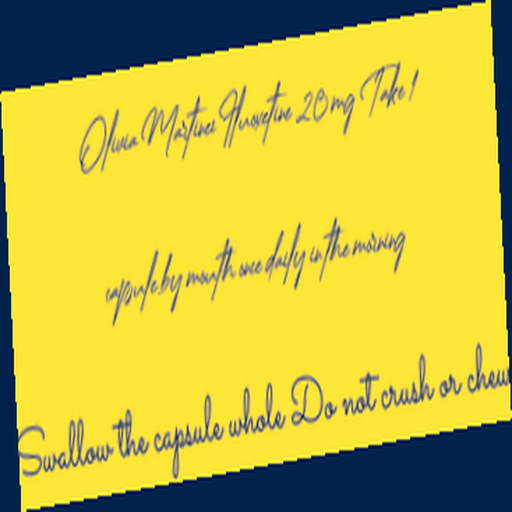 Olivia Martinez Fluoxetine 20 mg Take 1
capsule by mouth once daily in the morning
Swallow the capsule whole Do not crush or chew